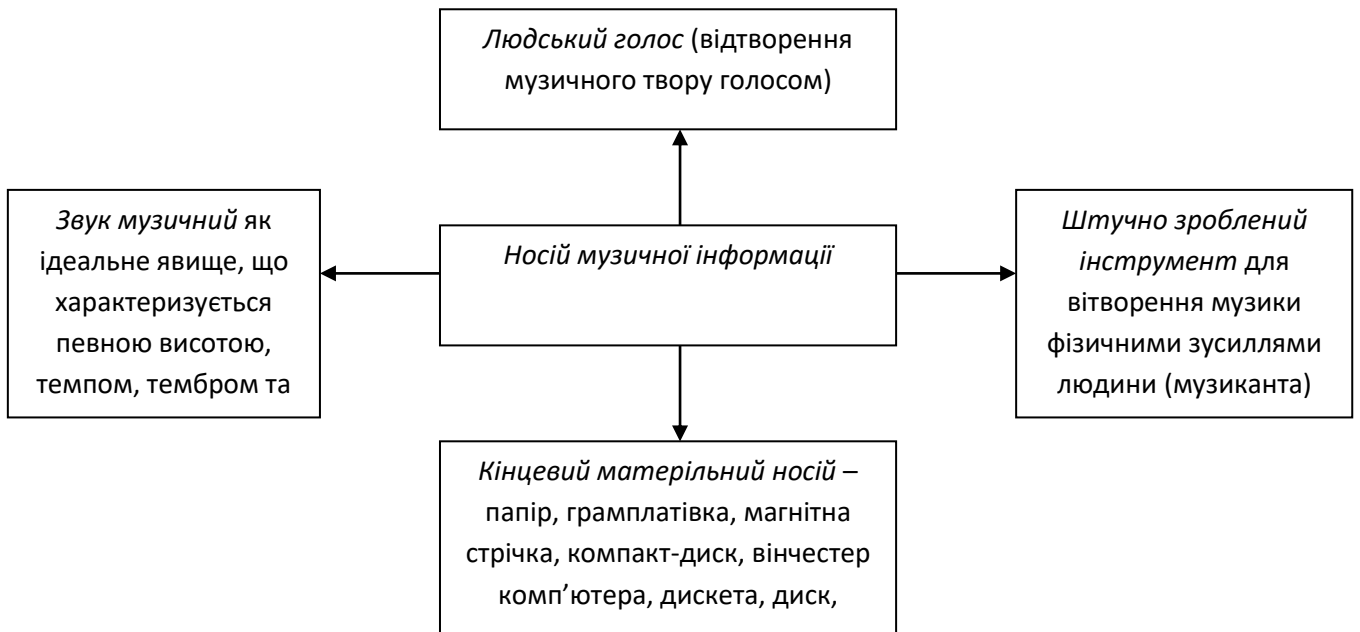 Людський голос (відтворення
музичного твору голосом)
Звук музичний як
ідеальне явище, що
характеризується
певною висотою,
темпом, тембром та
Носій музичної інформації
Штучно зроблений
інструмент для
вітворення музики
фізичними зусиллями
людини (музиканта)
Кінцевий матерільний носій –
папір, грамплатівка, магнітна
стрічка, компакт-диск, вінчестер
комп’ютера, дискета, диск,